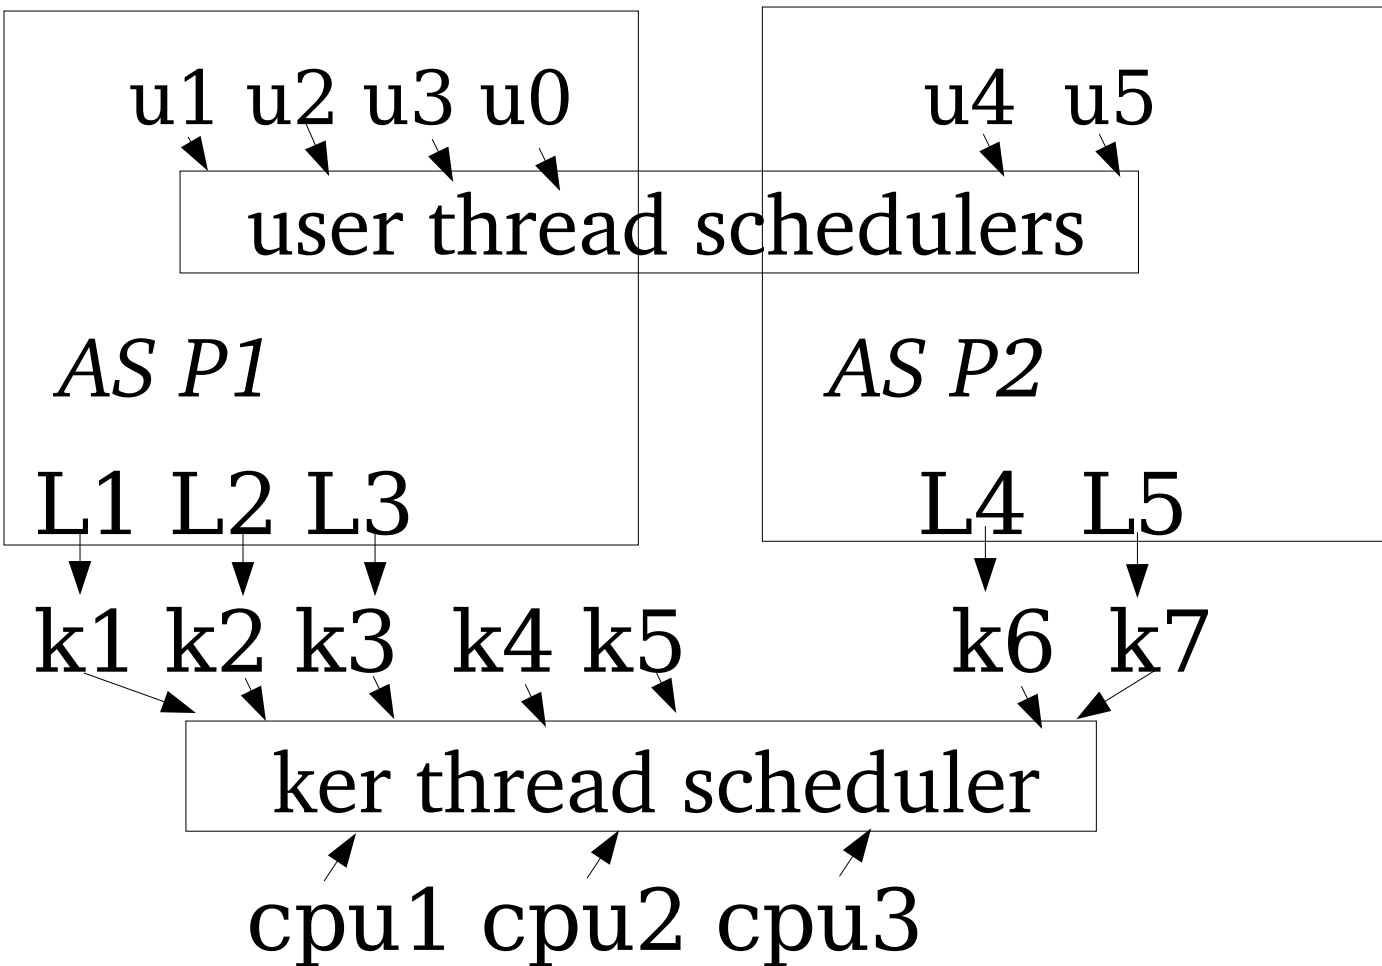 u1 u2 u3 u0 u4 u5
user thread schedulers
AS P1 AS P2
L1 L2 L3 L4 L5
k1 k2 k3 k4 k5 k6 k7
ker thread scheduler
cpu1 cpu2 cpu3